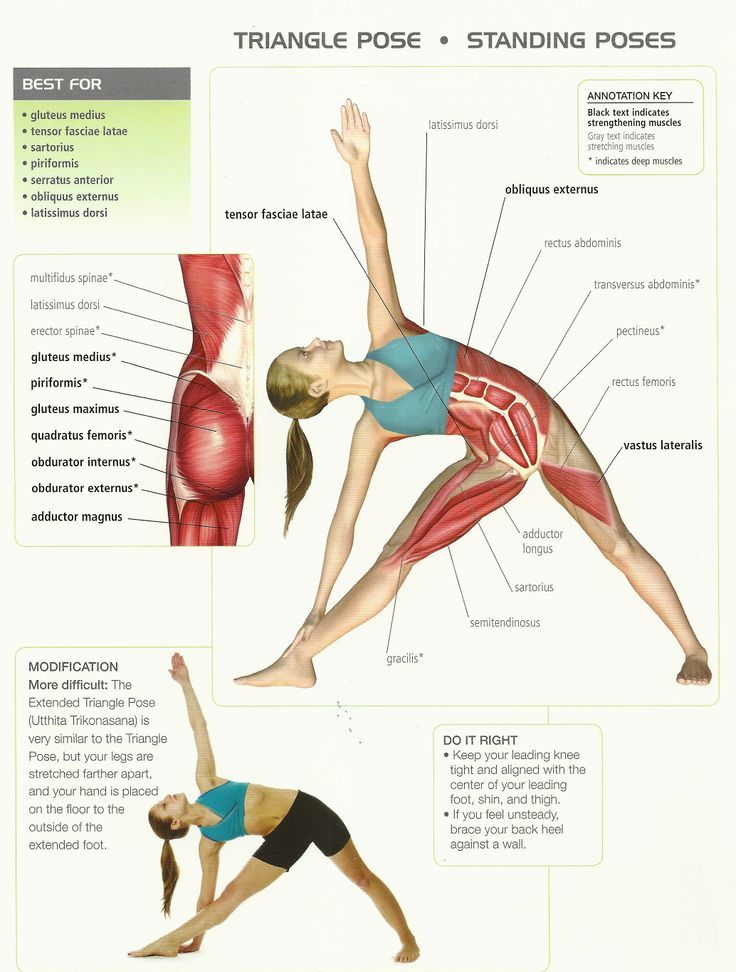 TRIANGLE POSE • STANDING POSES
BEST FOR
• gluteus medius
• tensor fasciae latae
• sartorius
• piriformis
• serratus anterior
• obliquus externus
• latissimus dorsi
ANNOTATION KEY
Black text indicates
strengthening muscles
Gray text indicates
stretching muscles
* indicates deep muscles
latissimus dorsi
obliquus externus
tensor fasciae latae
rectus abdominis
transversus abdominis*
pectineus*
rectus femoris
vastus lateralis
adductor
longus
sartorius
semitendinosus
gracilis*
multifidus spinae*
latissimus dorsi
erector spinae*
gluteus medius*
piriformis*
gluteus maximus
quadratus femoris*
obdurator internus*
obdurator externus*
adductor magnus
MODIFICATION
More difficult: The
Extended Triangle Pose
(Utthita Trikonasana) is
very similar to the Triangle
Pose, but your legs are
stretched farther apart,
and your hand is placed
on the floor to the
outside of the
extended foot.
DO IT RIGHT
• Keep your leading knee
tight and aligned with the
center of your leading
foot, shin, and thigh.
• If you feel unsteady,
brace your back heel
against a wall.